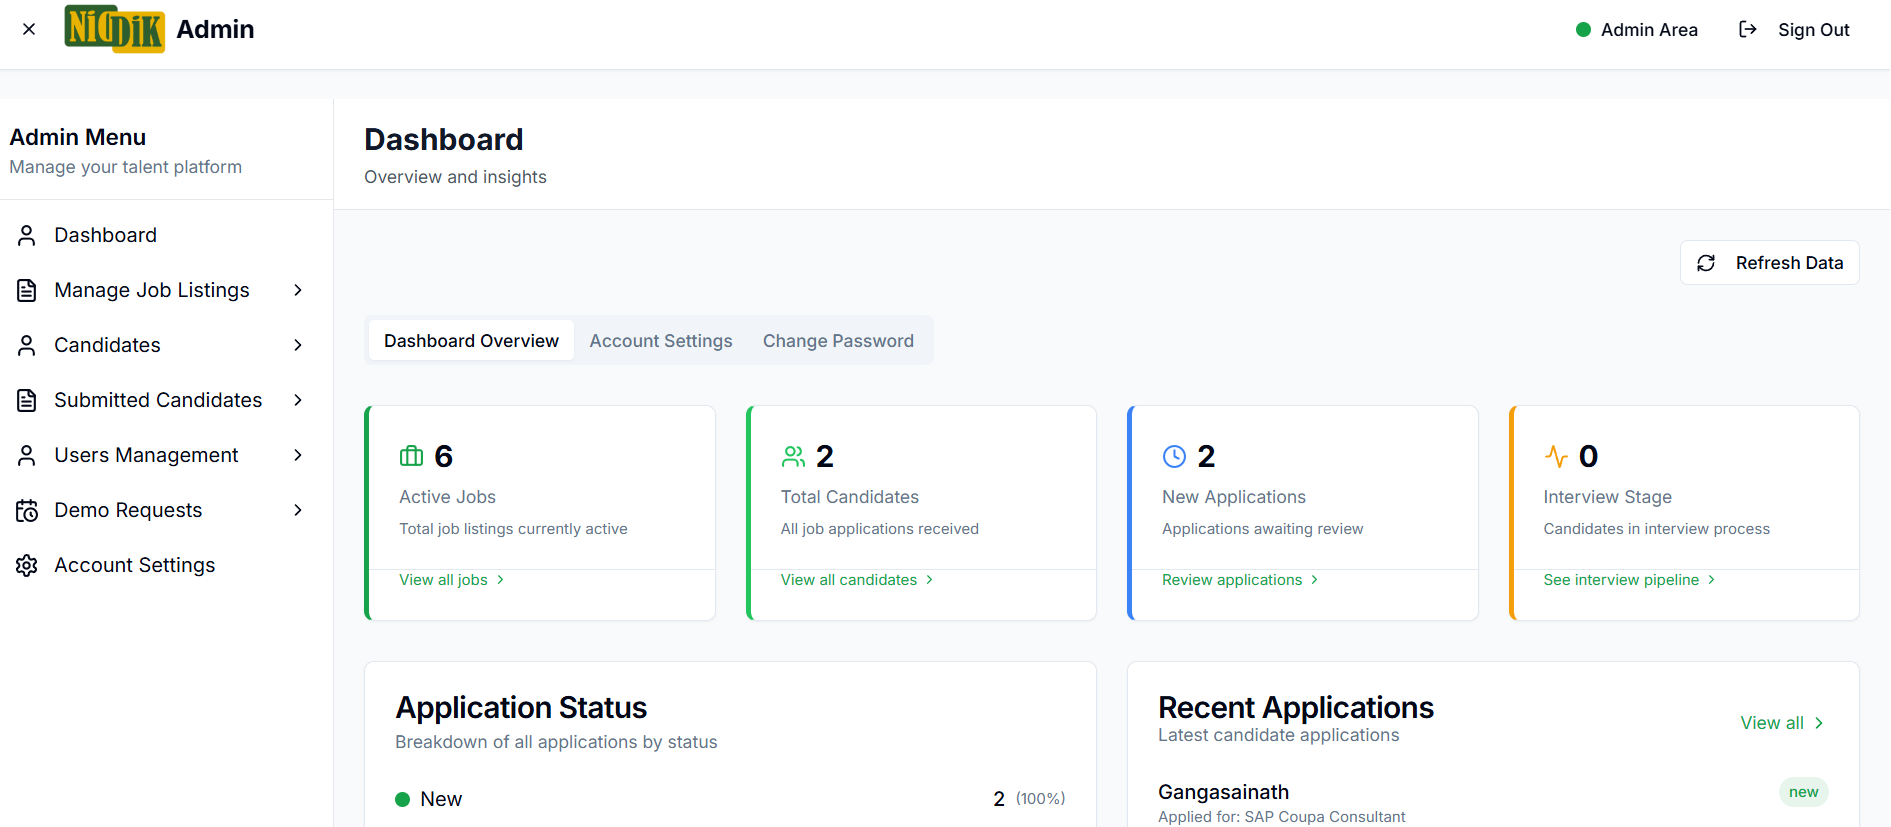 NiCDiK Admin
Admin Area
Sign Out
Admin Menu
Manage your talent platform
Dashboard
Manage Job Listings
Candidates
Submitted Candidates
Users Management
Demo Requests
Account Settings
Dashboard
Overview and insights
Refresh Data
Dashboard Overview
Account Settings
Change Password
6
Active Jobs
Total job listings currently active
View all jobs
2
Total Candidates
All job applications received
View all candidates
2
New Applications
Applications awaiting review
Review applications
0
Interview Stage
Candidates in interview process
See interview pipeline
Application Status
Breakdown of all applications by status
New 2 (100%)
Recent Applications
Latest candidate applications
View all
Gangasainath
new
Applied for: SAP Coupa Consultant